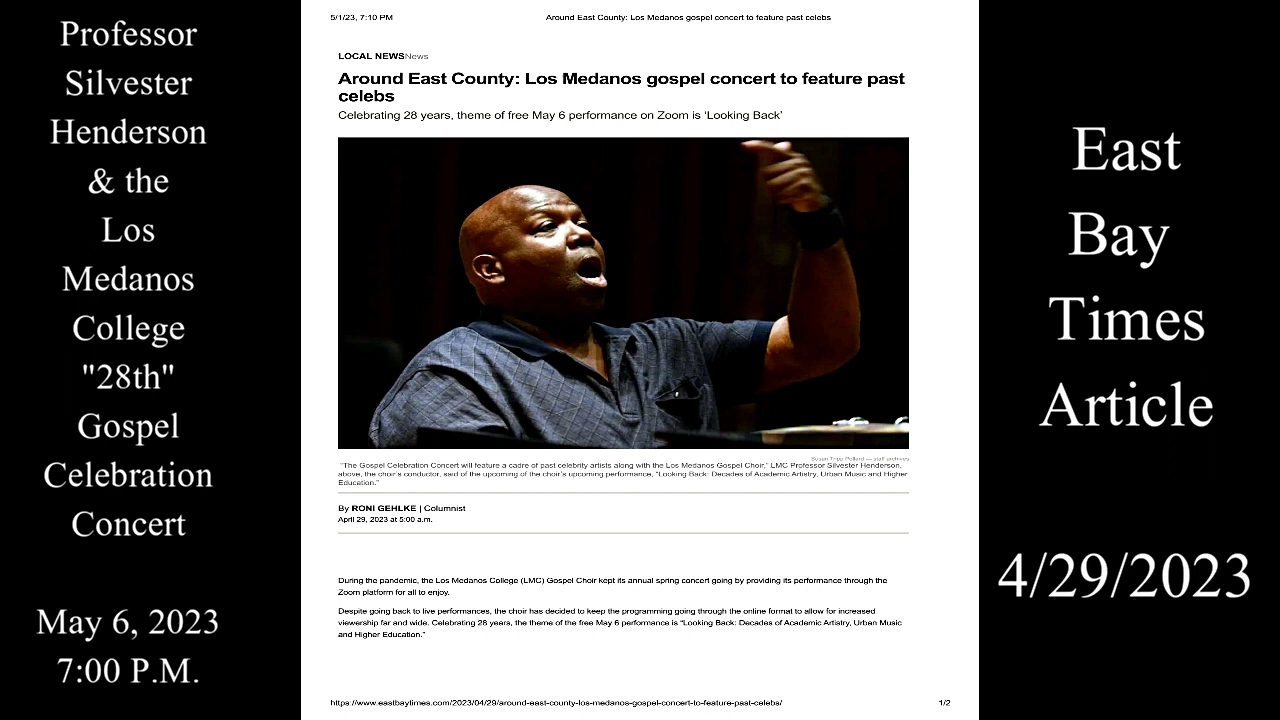 Professor
Silvester
Henderson
& the
Los
Medanos
College
"28th"
Gospel
Celebration
Concert
May 6, 2023
7:00 P.M.
5/1/23, 7:10 PM
Around East County: Los Medanos gospel concert to feature past celebs
LOCAL NEWSNews
Around East County: Los Medanos gospel concert to feature past
celebs
Celebrating 28 years, theme of free May 6 performance on Zoom is ‘Looking Back’
Susan Tripp Pollard — staff archives
“The Gospel Celebration Concert will feature a cadre of past celebrity artists along with the Los Medanos Gospel Choir,” LMC Professor Silvester Henderson,
above, the choir’s conductor, said of the upcoming of the choir’s upcoming performance, “Looking Back: Decades of Academic Artistry, Urban Music and Higher
Education.”
By RONI GEHLKE | Columnist
April 29, 2023 at 5:00 a.m.
During the pandemic, the Los Medanos College (LMC) Gospel Choir kept its annual spring concert going by providing its performance through the
Zoom platform for all to enjoy.
Despite going back to live performances, the choir has decided to keep the programming going through the online format to allow for increased
viewership far and wide. Celebrating 28 years, the theme of the free May 6 performance is “Looking Back: Decades of Academic Artistry, Urban Music
and Higher Education.”
https://www.eastbaytimes.com/2023/04/29/around-east-county-los-medanos-gospel-concert-to-feature-past-celebs/
1/2
East
Bay
Times
Article
4/29/2023